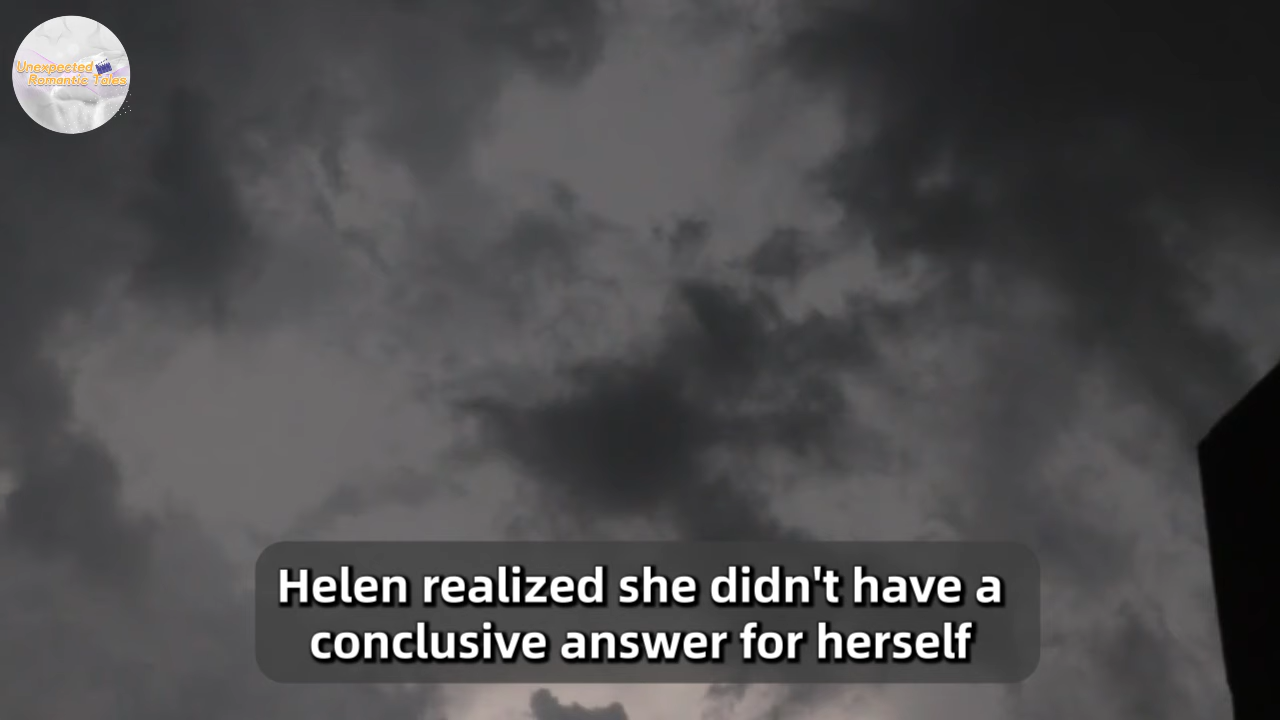 Unexpected
Romantic Tales
Helen realized she didn't have a
conclusive answer for herself